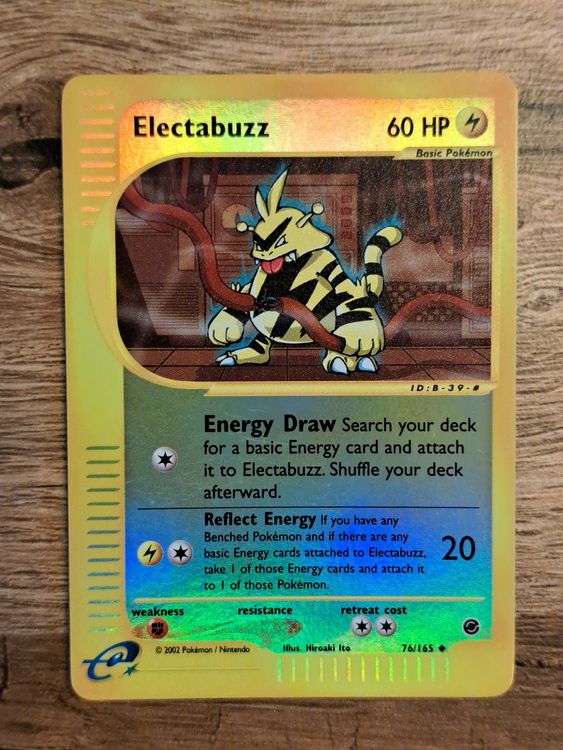 Electabuzz 60 HP
Basic Pokémon
ID:B-39-#
Energy Draw Search your deck
for a basic Energy card and attach
it to Electabuzz. Shuffle your deck
afterward.
Reflect Energy If you have any
Benched Pokémon and if there are any
basic Energy cards attached to Electabuzz,
take 1 of those Energy cards and attach it
to 1 of those Pokémon.
20
weakness resistance retreat cost
© 2002 Pokémon / Nintendo Illus. Hiroaki Ito 76/165
e